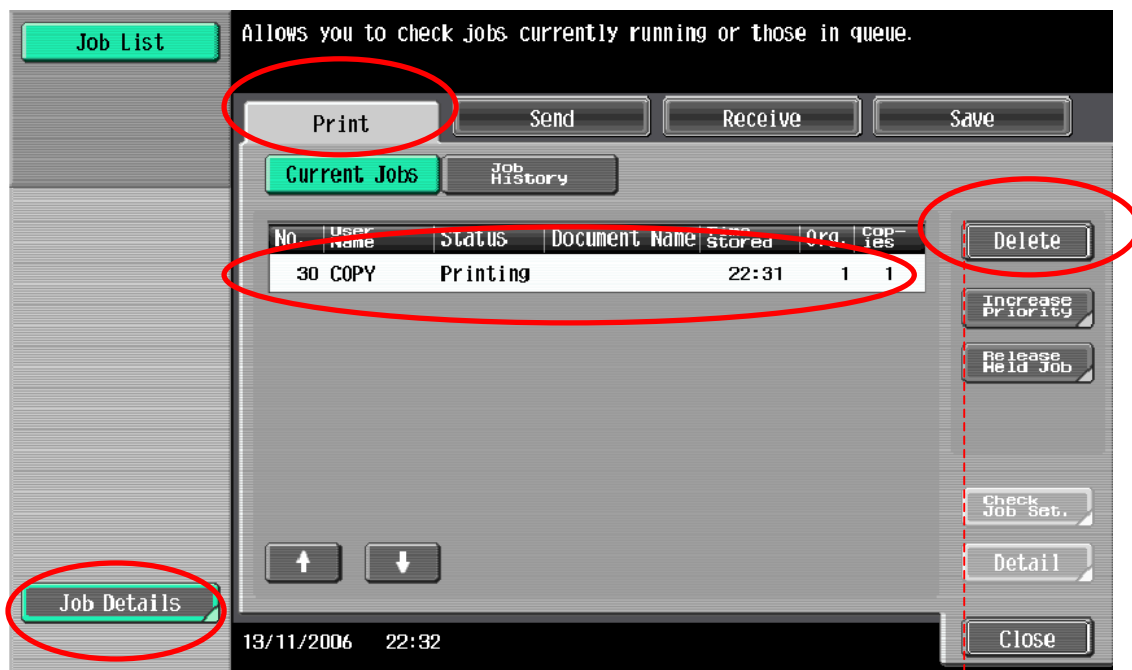 Job List
Allows you to check jobs currently running or those in queue.
Print
Send
Receive
Save
Current Jobs
Job
History
No. User Name Status Document Name Time Stored Org. Cop-ies
30 COPY Printing 22:31 1 1
Delete
Increase
Priority
Release
Held Job
Check
Job Set.
Detail
Job Details
13/11/2006 22:32
Close